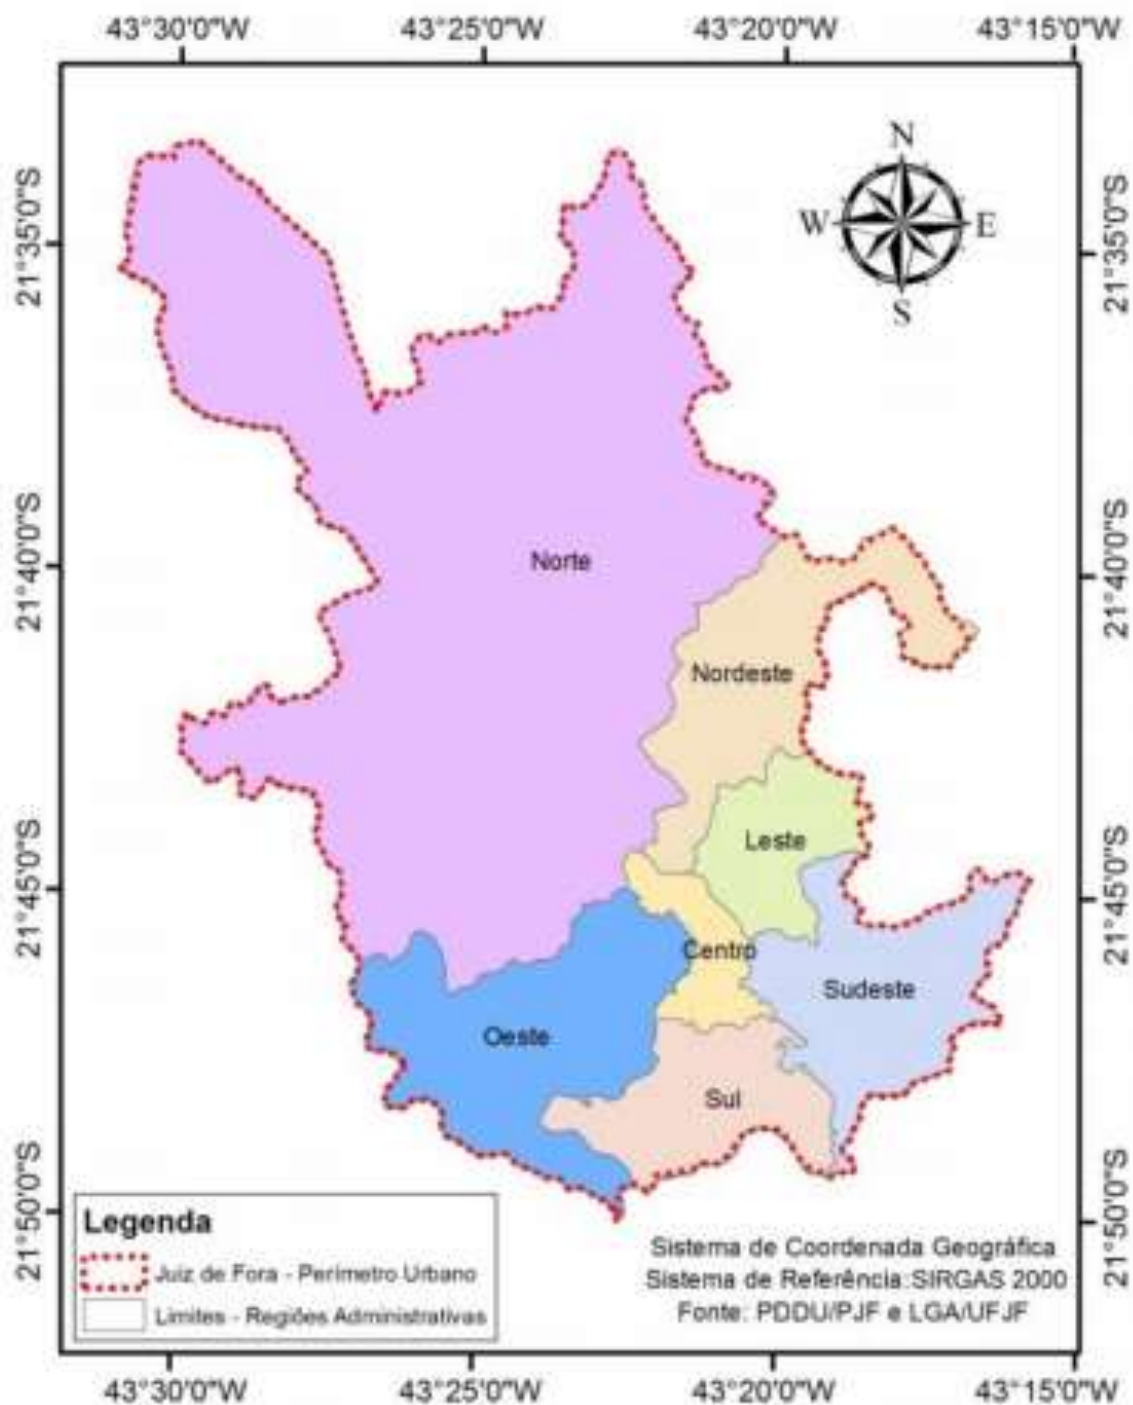 43°30'0"W 43°25'0"W 43°20'0"W 43°15'0"W
N
W E
S
21°35'0"S 21°35'0"S
Norte
21°40'0"S 21°40'0"S
Nordeste
Leste
21°45'0"S 21°45'0"S
Centro
Sudeste
Oeste
Sul
21°50'0"S 21°50'0"S
Legenda
Juiz de Fora - Perímetro Urbano
Limites - Regiões Administrativas
Sistema de Coordenada Geográfica
Sistema de Referência:SIRGAS 2000
Fonte: PDDU/PJF e LGA/UFJF
43°30'0"W 43°25'0"W 43°20'0"W 43°15'0"W